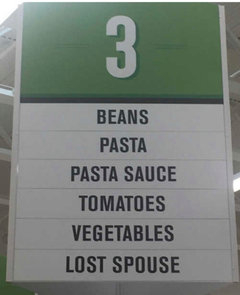 3
BEANS
PASTA
PASTA SAUCE
TOMATOES
VEGETABLES
LOST SPOUSE